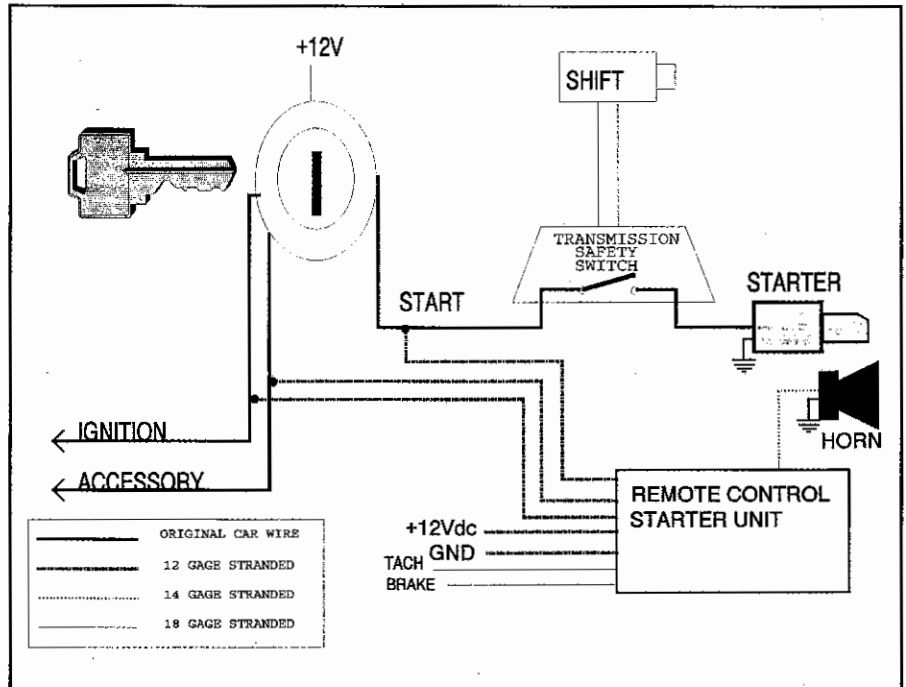 +12V
SHIFT
TRANSMISSION
SAFETY
SWITCH
START
STARTER
HORN
IGNITION
ACCESSORY
REMOTE CONTROL
STARTER UNIT
+12Vdc
GND
TACH
BRAKE
ORIGINAL CAR WIRE
12 GAGE STRANDED
14 GAGE STRANDED
18 GAGE STRANDED